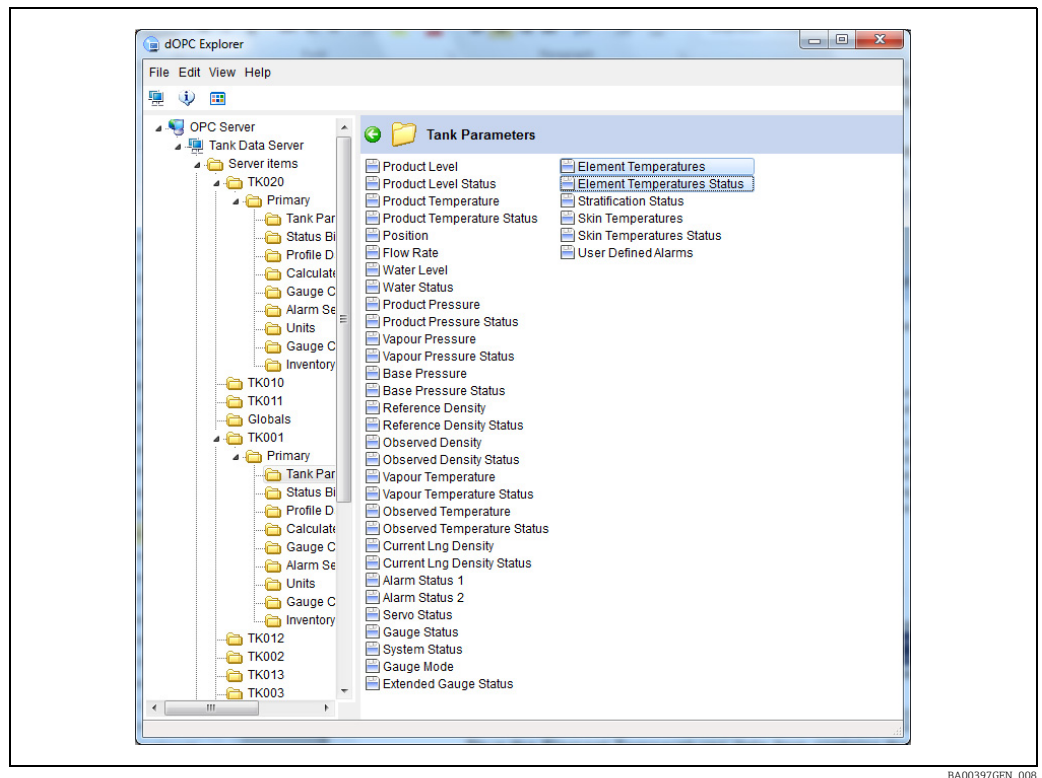 dOPC Explorer
File Edit View Help
OPC Server
Tank Data Server
Server items
TK020
Primary
Tank Par
Status Bi
Profile D
Calculate
Gauge C
Alarm Se
Units
Gauge C
Inventory
TK010
TK011
Globals
TK001
Primary
Tank Par
Status Bi
Profile D
Calculate
Gauge C
Alarm Se
Units
Gauge C
Inventory
TK012
TK002
TK013
TK003
Tank Parameters
Product Level
Product Level Status
Product Temperature
Product Temperature Status
Position
Flow Rate
Water Level
Water Status
Product Pressure
Product Pressure Status
Vapour Pressure
Vapour Pressure Status
Base Pressure
Base Pressure Status
Reference Density
Reference Density Status
Observed Density
Observed Density Status
Vapour Temperature
Vapour Temperature Status
Observed Temperature
Observed Temperature Status
Current Lng Density
Current Lng Density Status
Alarm Status 1
Alarm Status 2
Servo Status
Gauge Status
System Status
Gauge Mode
Extended Gauge Status
Element Temperatures
Element Temperatures Status
Stratification Status
Skin Temperatures
Skin Temperatures Status
User Defined Alarms
BA00397GEN_008